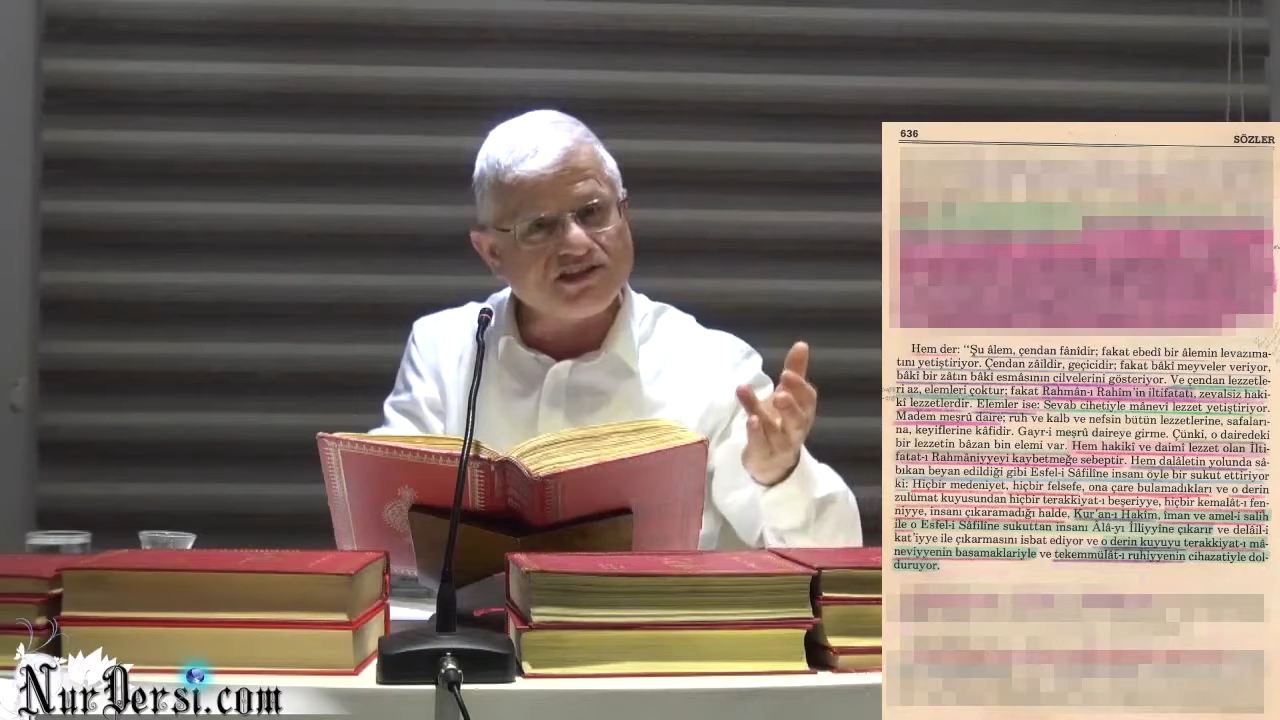 636
SÖZLER
Hem der: "Şu âlem, çendan fânîdir; fakat ebedî bir âlemin levazıma-
tını yetiştiriyor. Çendan zâildir, geçicidir; fakat bâkî meyveler veriyor,
bâkî bir zâtın bâkî esmâsının cilvelerini gösteriyor. Ve çendan lezzetle-
ri az, elemleri çoktur; fakat Rahmân-ı Rahîm'in iltifatatı, zevalsiz haki-
kî lezzetlerdir. Elemler ise: Sevab cihetiyle mânevî lezzet yetiştiriyor.
Madem meşrû daire; ruh ve kalb ve nefsin bütün lezzetlerine, safaları-
na, keyiflerine kâfidir. Gayr-i meşrû daireye girme. Çünki, o dairedeki
bir lezzetin bâzan bin elemi var. Hem hakikî ve daimî lezzet olan İlti-
fatat-ı Rahmâniyyeyi kaybetmeğe sebeptir. Hem dalâletin yolunda sâ-
bıkan beyan edildiği gibi Esfel-i Sâfilîne insanı öyle bir sukut ettiriyor
ki: Hiçbir medeniyet, hiçbir felsefe, ona çare bulamadıkları ve o derin
zulümat kuyusundan hiçbir terakkiyat-ı beşeriyye, hiçbir kemalât-ı fen-
niyye, insanı çıkaramadığı halde, Kur'an-ı Hakîm, iman ve amel-i salih
ile o Esfel-i Sâfilîne sukuttan insanı Âlâ-yı İlliyyîne çıkarır ve delâil-i
kat'iyye ile çıkarmasını isbat ediyor ve o derin kuyuyu terakkiyat-ı mâ-
neviyyenin basamaklariyle ve tekemmülât-ı ruhiyyenin cihazatiyle dol-
duruyor.
NurDersi.com